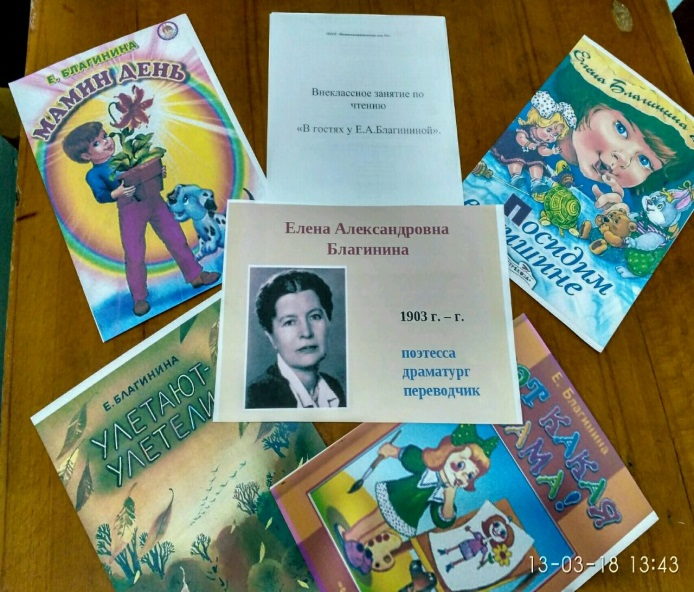 Е. БЛАГИНИНА
МАМИН ДЕНЬ
Внеклассное занятие по
чтению
«В гостях у Е.А.Благининой».
Елена Благинина
Посидим
в тишине
Елена Александровна
Благинина
1903 г. – г.
поэтесса
драматург
переводчик
Е. БЛАГИНИНА
УЛЕТАЮТ-
УЛЕТЕЛИ
Е. Благинина
КАКАЯ
МАМА!
13-03-18 13:43